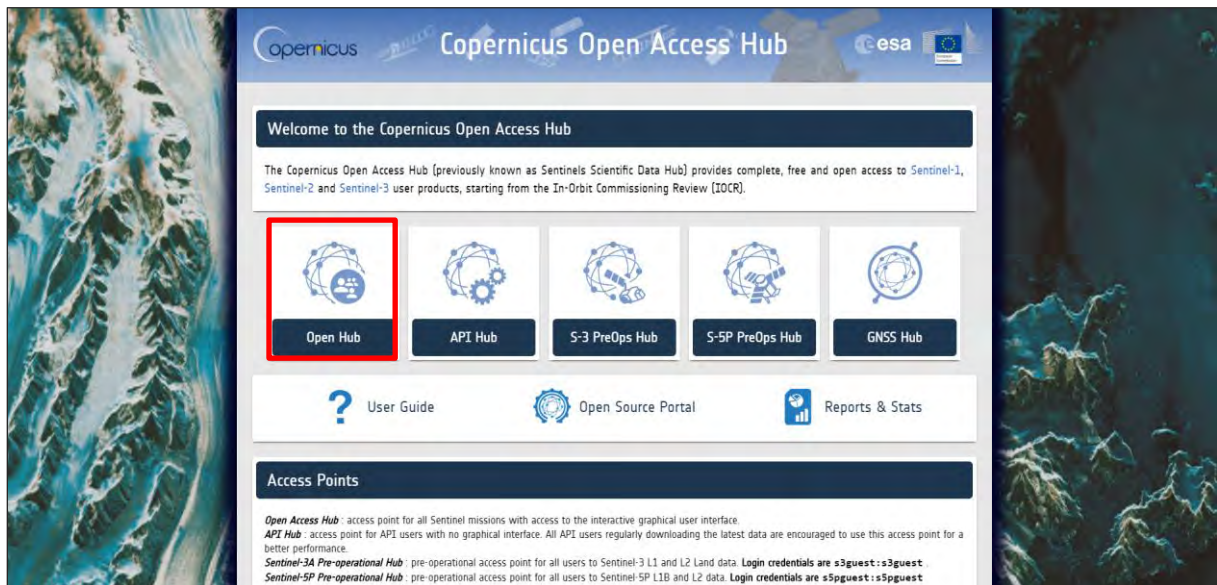 opernicus
Copernicus Open Access Hub
esa
Welcome to the Copernicus Open Access Hub
The Copernicus Open Access Hub (previously known as Sentinels Scientific Data Hub) provides complete, free and open access to Sentinel-1,
Sentinel-2 and Sentinel-3 user products, starting from the In-Orbit Commissioning Review (IOCR).
Open Hub
API Hub
S-3 PreOps Hub
S-5P PreOps Hub
GNSS Hub
? User Guide
Open Source Portal
Reports & Stats
Access Points
Open Access Hub : access point for all Sentinel missions with access to the interactive graphical user interface.
API Hub : access point for API users with no graphical interface. All API users regularly downloading the latest data are encouraged to use this access point for a
better performance.
Sentinel-3A Pre-operational Hub : pre-operational access point for all users to Sentinel-3 L1 and L2 Land data. Login credentials are s3guest:s3guest
Sentinel-5P Pre-operational Hub : pre-operational access point for all users to Sentinel-5P L1B and L2 data. Login credentials are s5pguest:s5pguest